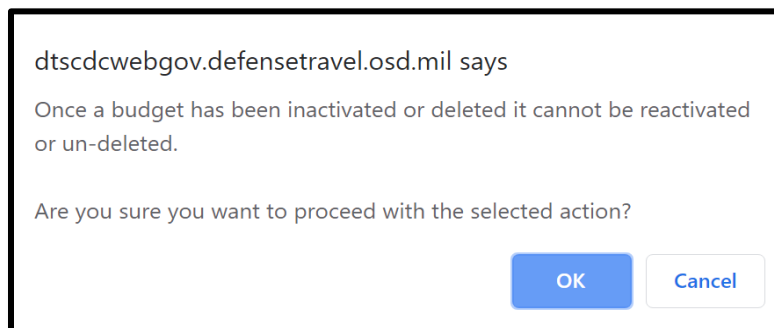 dtscdcwebgov.defensetravel.osd.mil says
Once a budget has been inactivated or deleted it cannot be reactivated
or un-deleted.
Are you sure you want to proceed with the selected action?
OK
Cancel